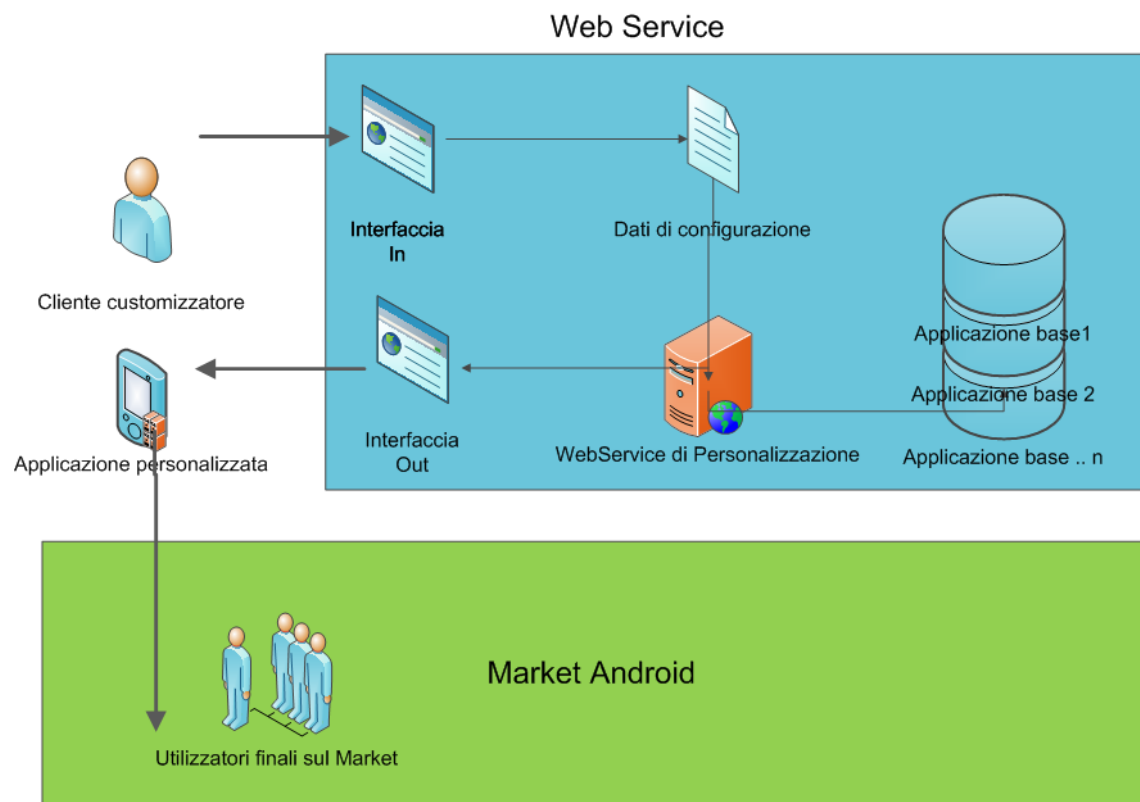 Web Service
Interfaccia
In
Dati di configurazione
Cliente customizzatore
Applicazione base1
Applicazione base 2
Applicazione base .. n
Interfaccia
Out
WebService di Personalizzazione
Applicazione personalizzata
Market Android
Utilizzatori finali sul Market